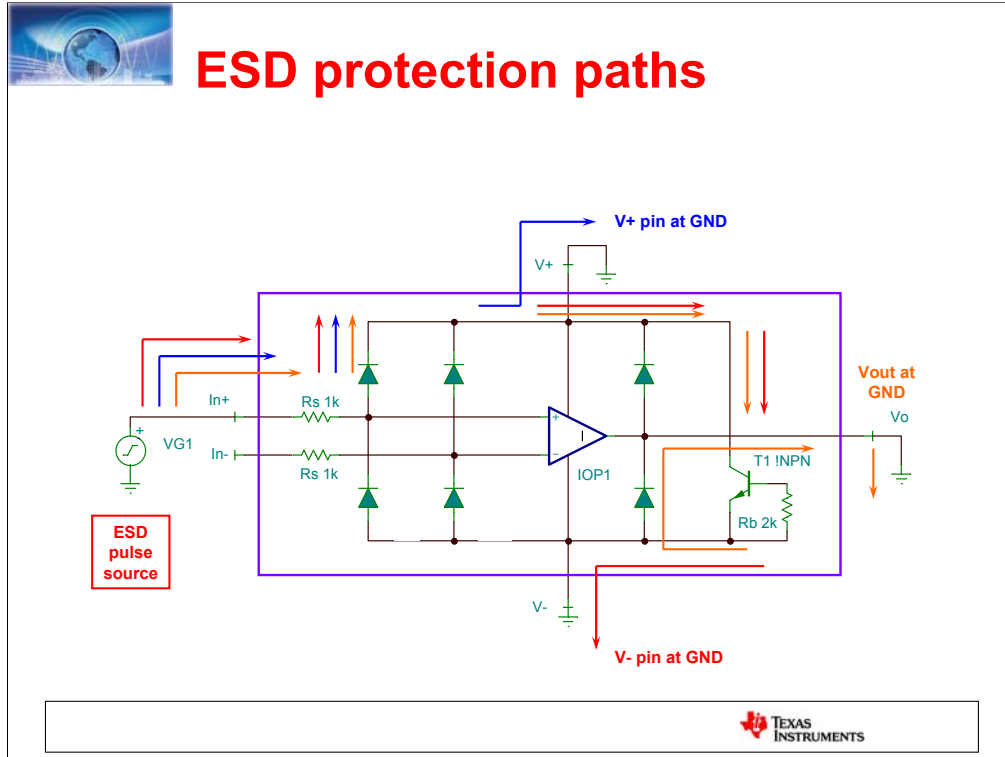 ESD protection paths
V+ pin at GND
V+
Vout at
GND
Vo
In+
Rs 1k
+
VG1
In-
Rs 1k
+
-
IOP1
T1 !NPN
Rb 2k
ESD
pulse
source
V-
V- pin at GND
TEXAS
INSTRUMENTS